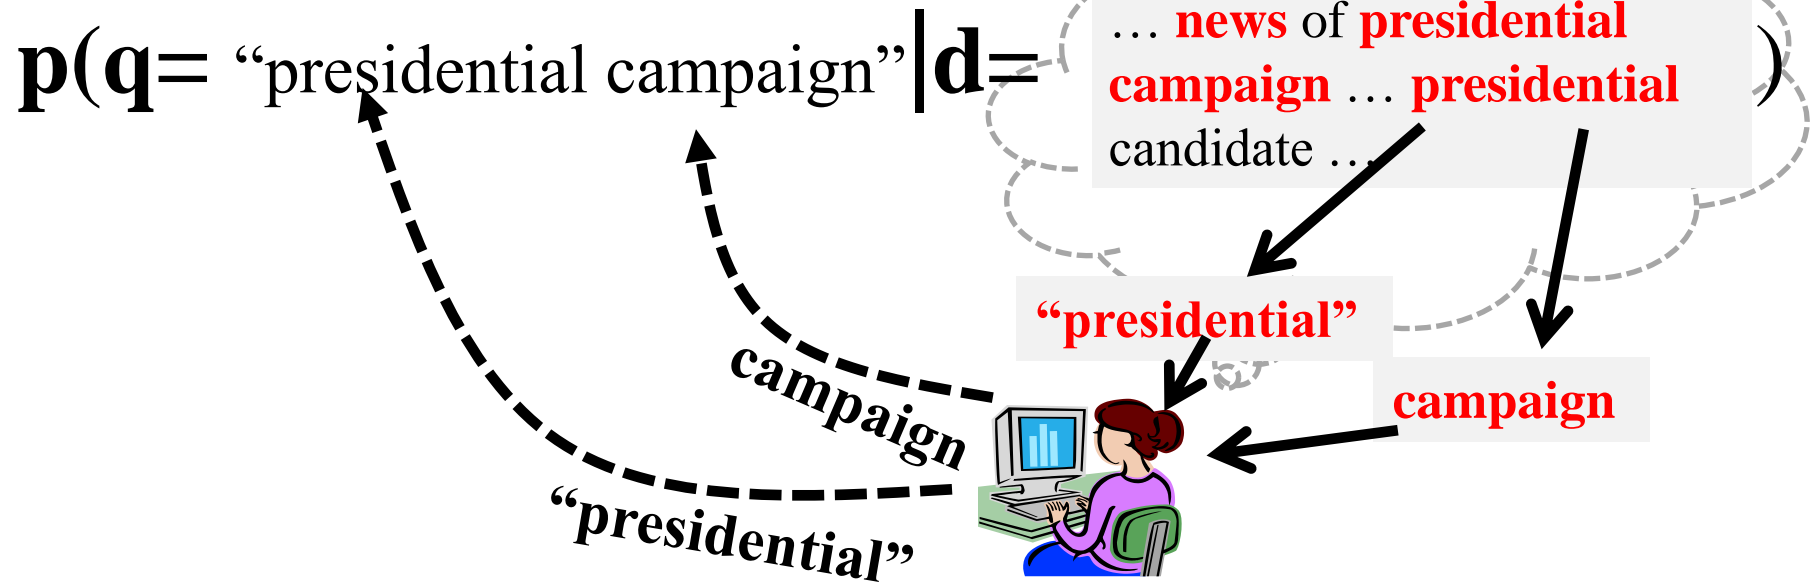 … news of presidential
p(q= “presidential campaign”|d=
)
campaign … presidential
candidate …
“presidential”
campaign
campaign
“presidential”